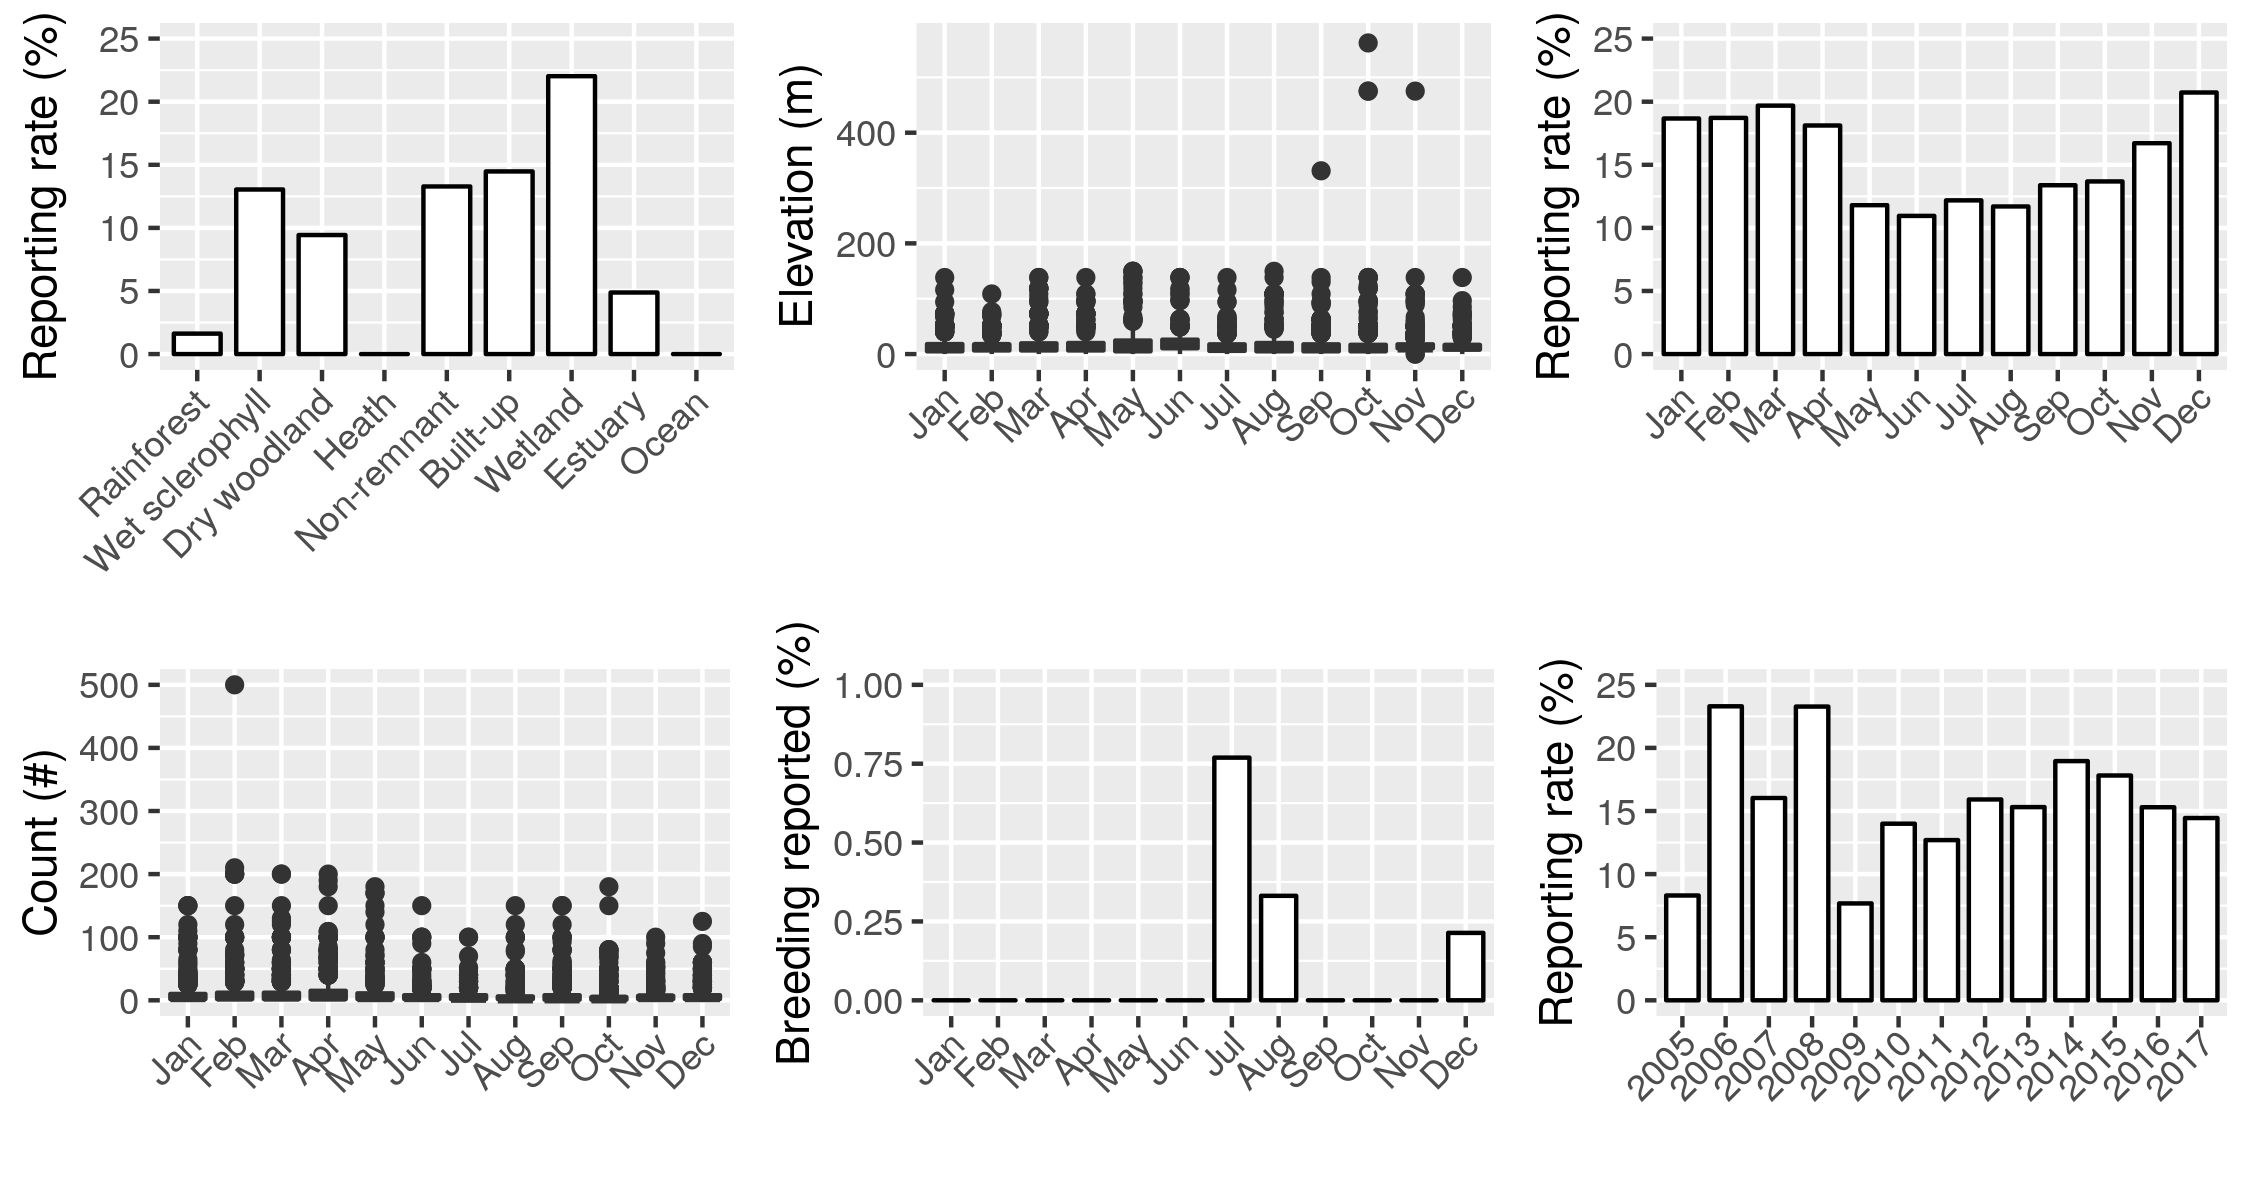 Reporting rate (%)
25
20
15
10
5
0
Rainforest
Wet sclerophyll
Dry woodland
Heath
Non-remnant
Built-up
Wetland
Estuary
Ocean
Elevation (m)
400
200
0
Jan
Feb
Mar
Apr
May
Jun
Jul
Aug
Sep
Oct
Nov
Dec
Reporting rate (%)
25
20
15
10
5
0
Jan
Feb
Mar
Apr
May
Jun
Jul
Aug
Sep
Oct
Nov
Dec
Count (#)
500
400
300
200
100
0
Jan
Feb
Mar
Apr
May
Jun
Jul
Aug
Sep
Oct
Nov
Dec
Breeding reported (%)
1.00
0.75
0.50
0.25
0.00
Jan
Feb
Mar
Apr
May
Jun
Jul
Aug
Sep
Oct
Nov
Dec
Reporting rate (%)
25
20
15
10
5
0
2005
2006
2007
2008
2009
2010
2011
2012
2013
2014
2015
2016
2017